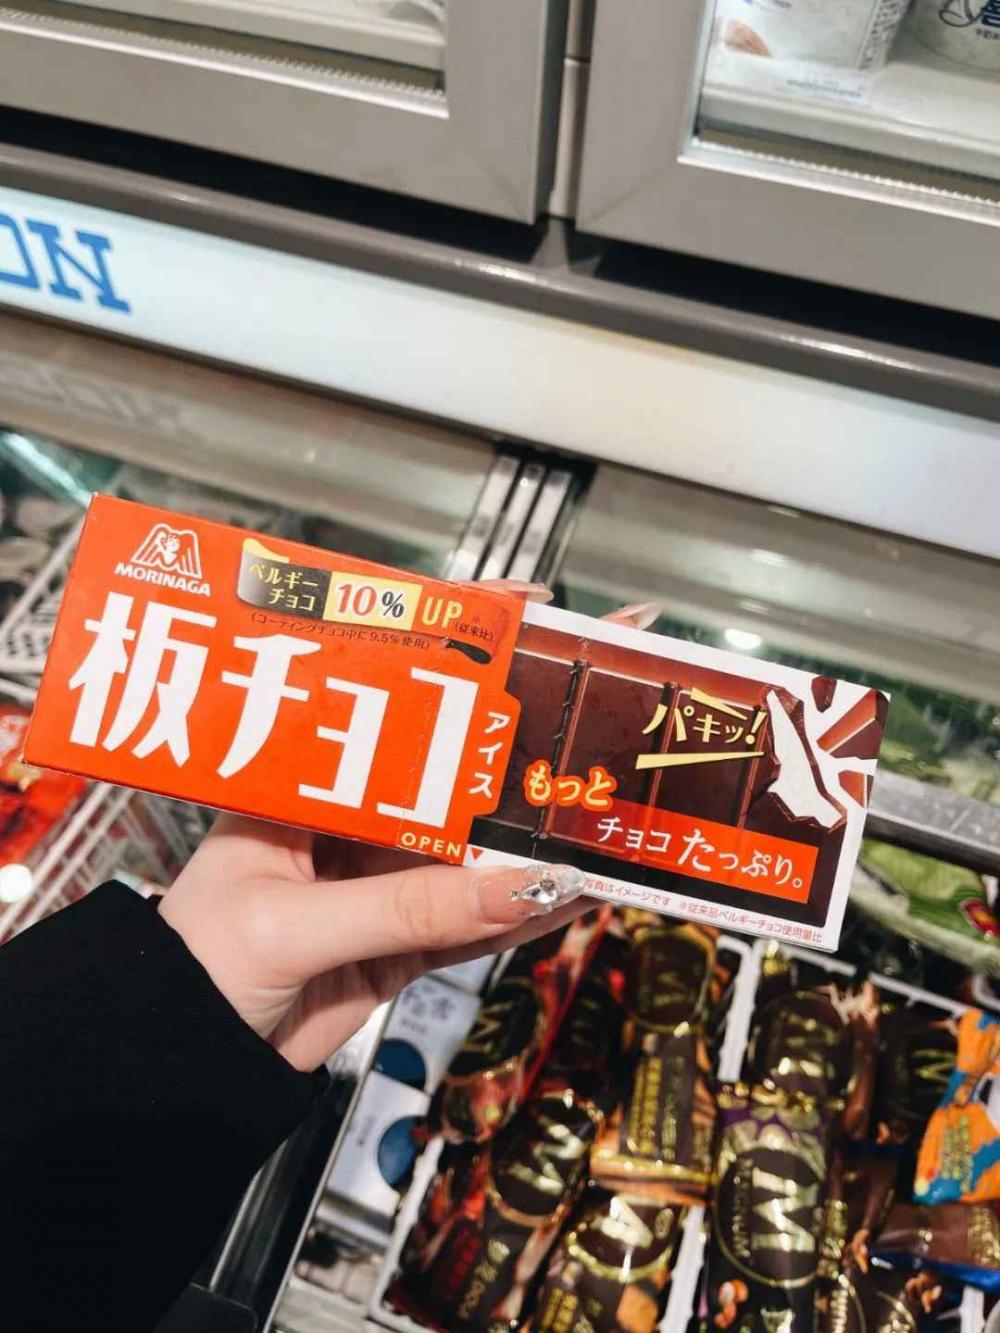 ON
MORINAGA
ベルギー
チョコ
10%
UP
※
(従来比)
(コーティングチョコ中に9.5%使用)
板チョコ
アイス
OPEN
パキッ!
もっと
チョコたっぷり。
写真はイメージです ※従来品ベルギーチョコ使用量比
M
MAGNUM